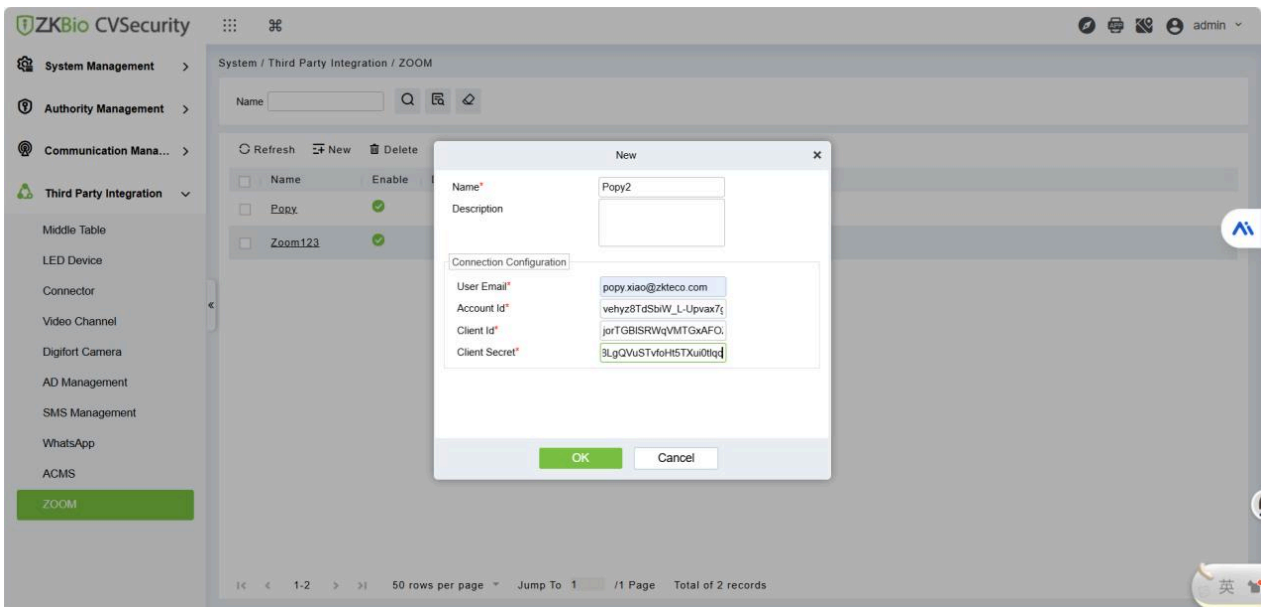 ZKBio CVSecurity
admin
System Management
System / Third Party Integration / ZOOM
Authority Management
Name
Communication Mana...
Refresh New Delete
Name Enable
Third Party Integration
Popy
Zoom123
Middle Table
LED Device
Connector
Video Channel
Digifort Camera
AD Management
SMS Management
WhatsApp
ACMS
ZOOM
New
Name* Popy2
Description
Connection Configuration
User Email* popy.xiao@zkteco.com
Account Id* vehyz8TdSbiW_L-Upvax7g
Client Id*
Client Secret*
OK Cancel
1-2 50 rows per page Jump To 1 /1 Page Total of 2 records
英